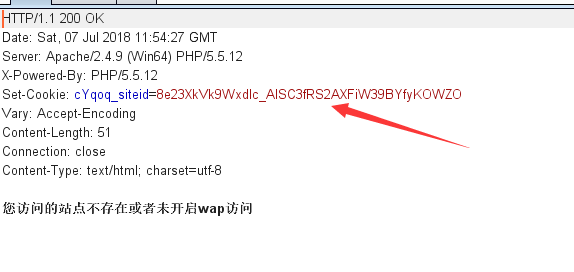 HTTP/1.1 200 OK
Date: Sat, 07 Jul 2018 11:54:27 GMT
Server: Apache/2.4.9 (Win64) PHP/5.5.12
X-Powered-By: PHP/5.5.12
Set-Cookie: cYqoq_siteid=8e23XkVk9Wxdlc_AlSC3fRS2AXFiW39BYfyKOWZO
Vary: Accept-Encoding
Content-Length: 51
Connection: close
Content-Type: text/html; charset=utf-8
您访问的站点不存在或者未开启wap访问